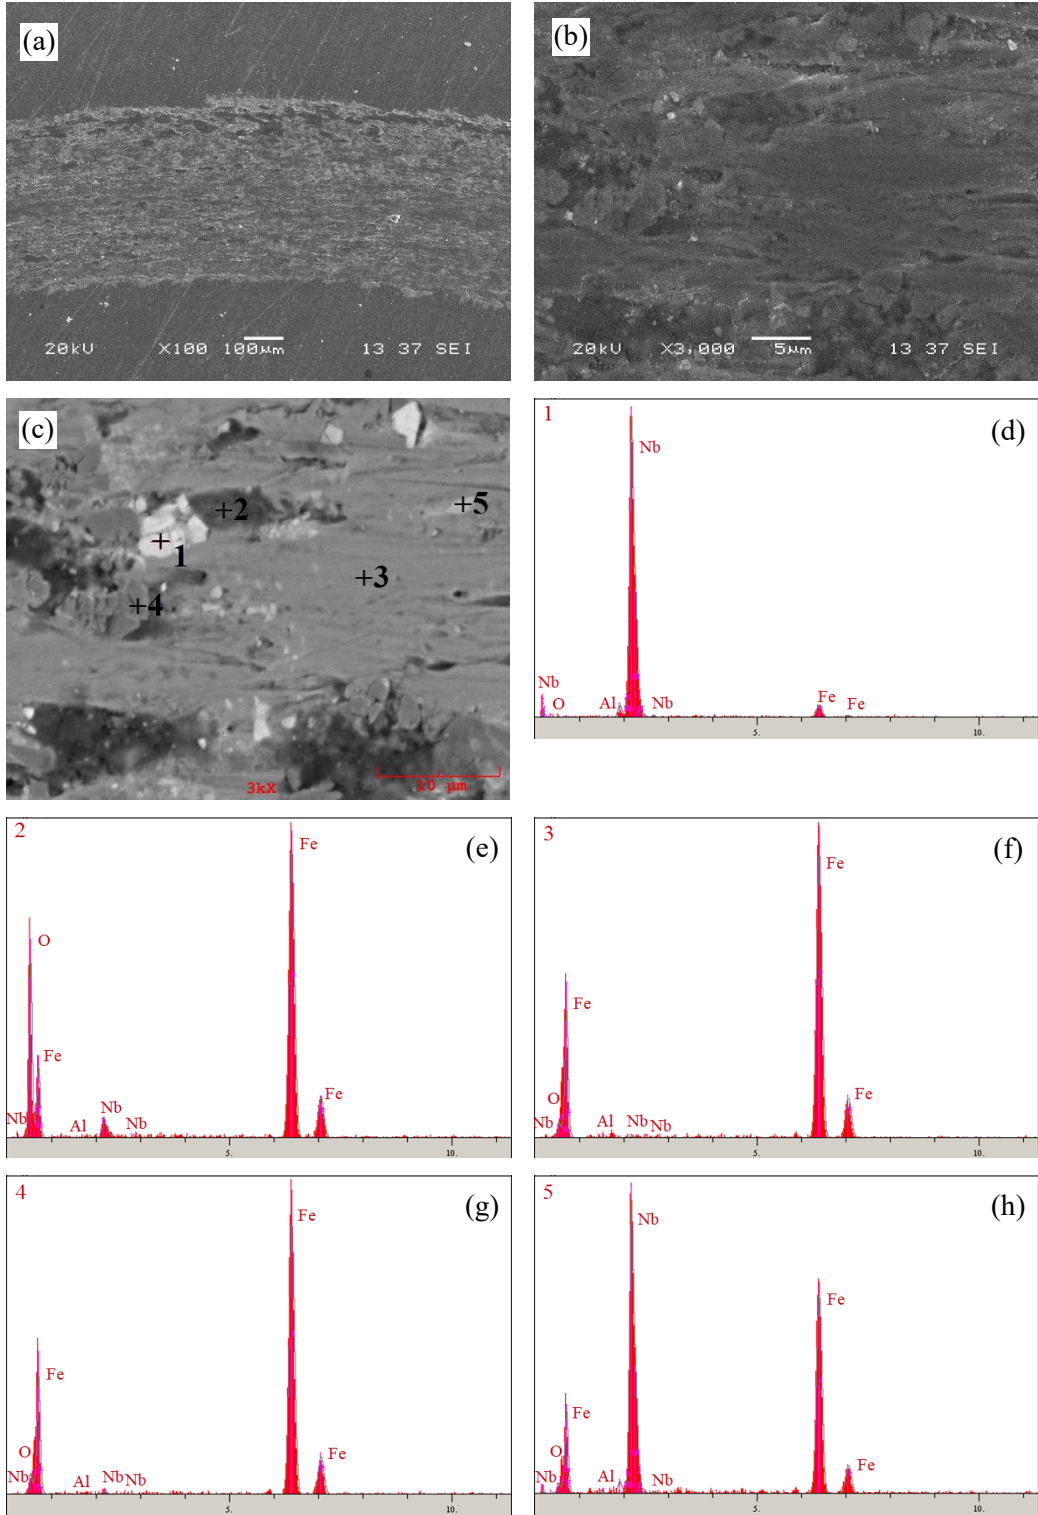 (a)
20kV X100 100µm 13 37 SEI
(b)
20kV X3,000 5µm 13 37 SEI
(c)
+2
+5
+
1
+3
+4
3kX
10 µm
1
(d)
Nb
Nb
O
Al
Nb
Fe
Fe
5.
10.
2
(e)
Fe
O
Fe
Fe
Nb
Al
Nb
Nb
5.
10.
3
(f)
Fe
Fe
Fe
O
Nb
Al
Nb
Nb
5.
10.
4
(g)
Fe
Fe
Fe
O
Nb
Al
Nb
Nb
5.
10.
5
(h)
Nb
Fe
Fe
O
Fe
Nb
Al
Nb
5.
10.